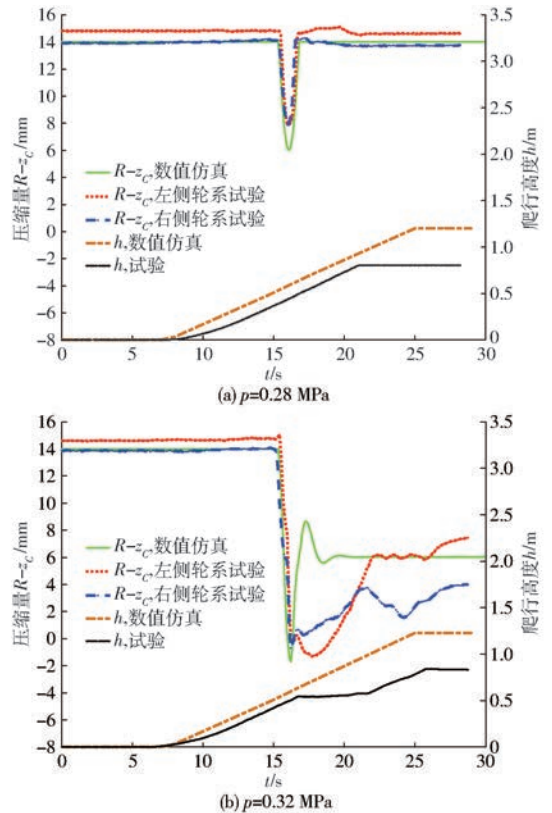 16
14
12
10
8
6
4
2
0
-2
-4
-6
-8
压缩量R-z_C/mm
R-z_C,数值仿真
R-z_C,左侧轮系试验
R-z_C,右侧轮系试验
h,数值仿真
h,试验
3.5
3.0
2.5
2.0
1.5
1.0
0.5
0
爬行高度h/m
0 5 10 15 20 25 30
t/s
(a) p=0.28 MPa
16
14
12
10
8
6
4
2
0
-2
-4
-6
-8
压缩量R-z_C/mm
R-z_C,数值仿真
R-z_C,左侧轮系试验
R-z_C,右侧轮系试验
h,数值仿真
h,试验
3.5
3.0
2.5
2.0
1.5
1.0
0.5
0
爬行高度h/m
0 5 10 15 20 25 30
t/s
(b) p=0.32 MPa